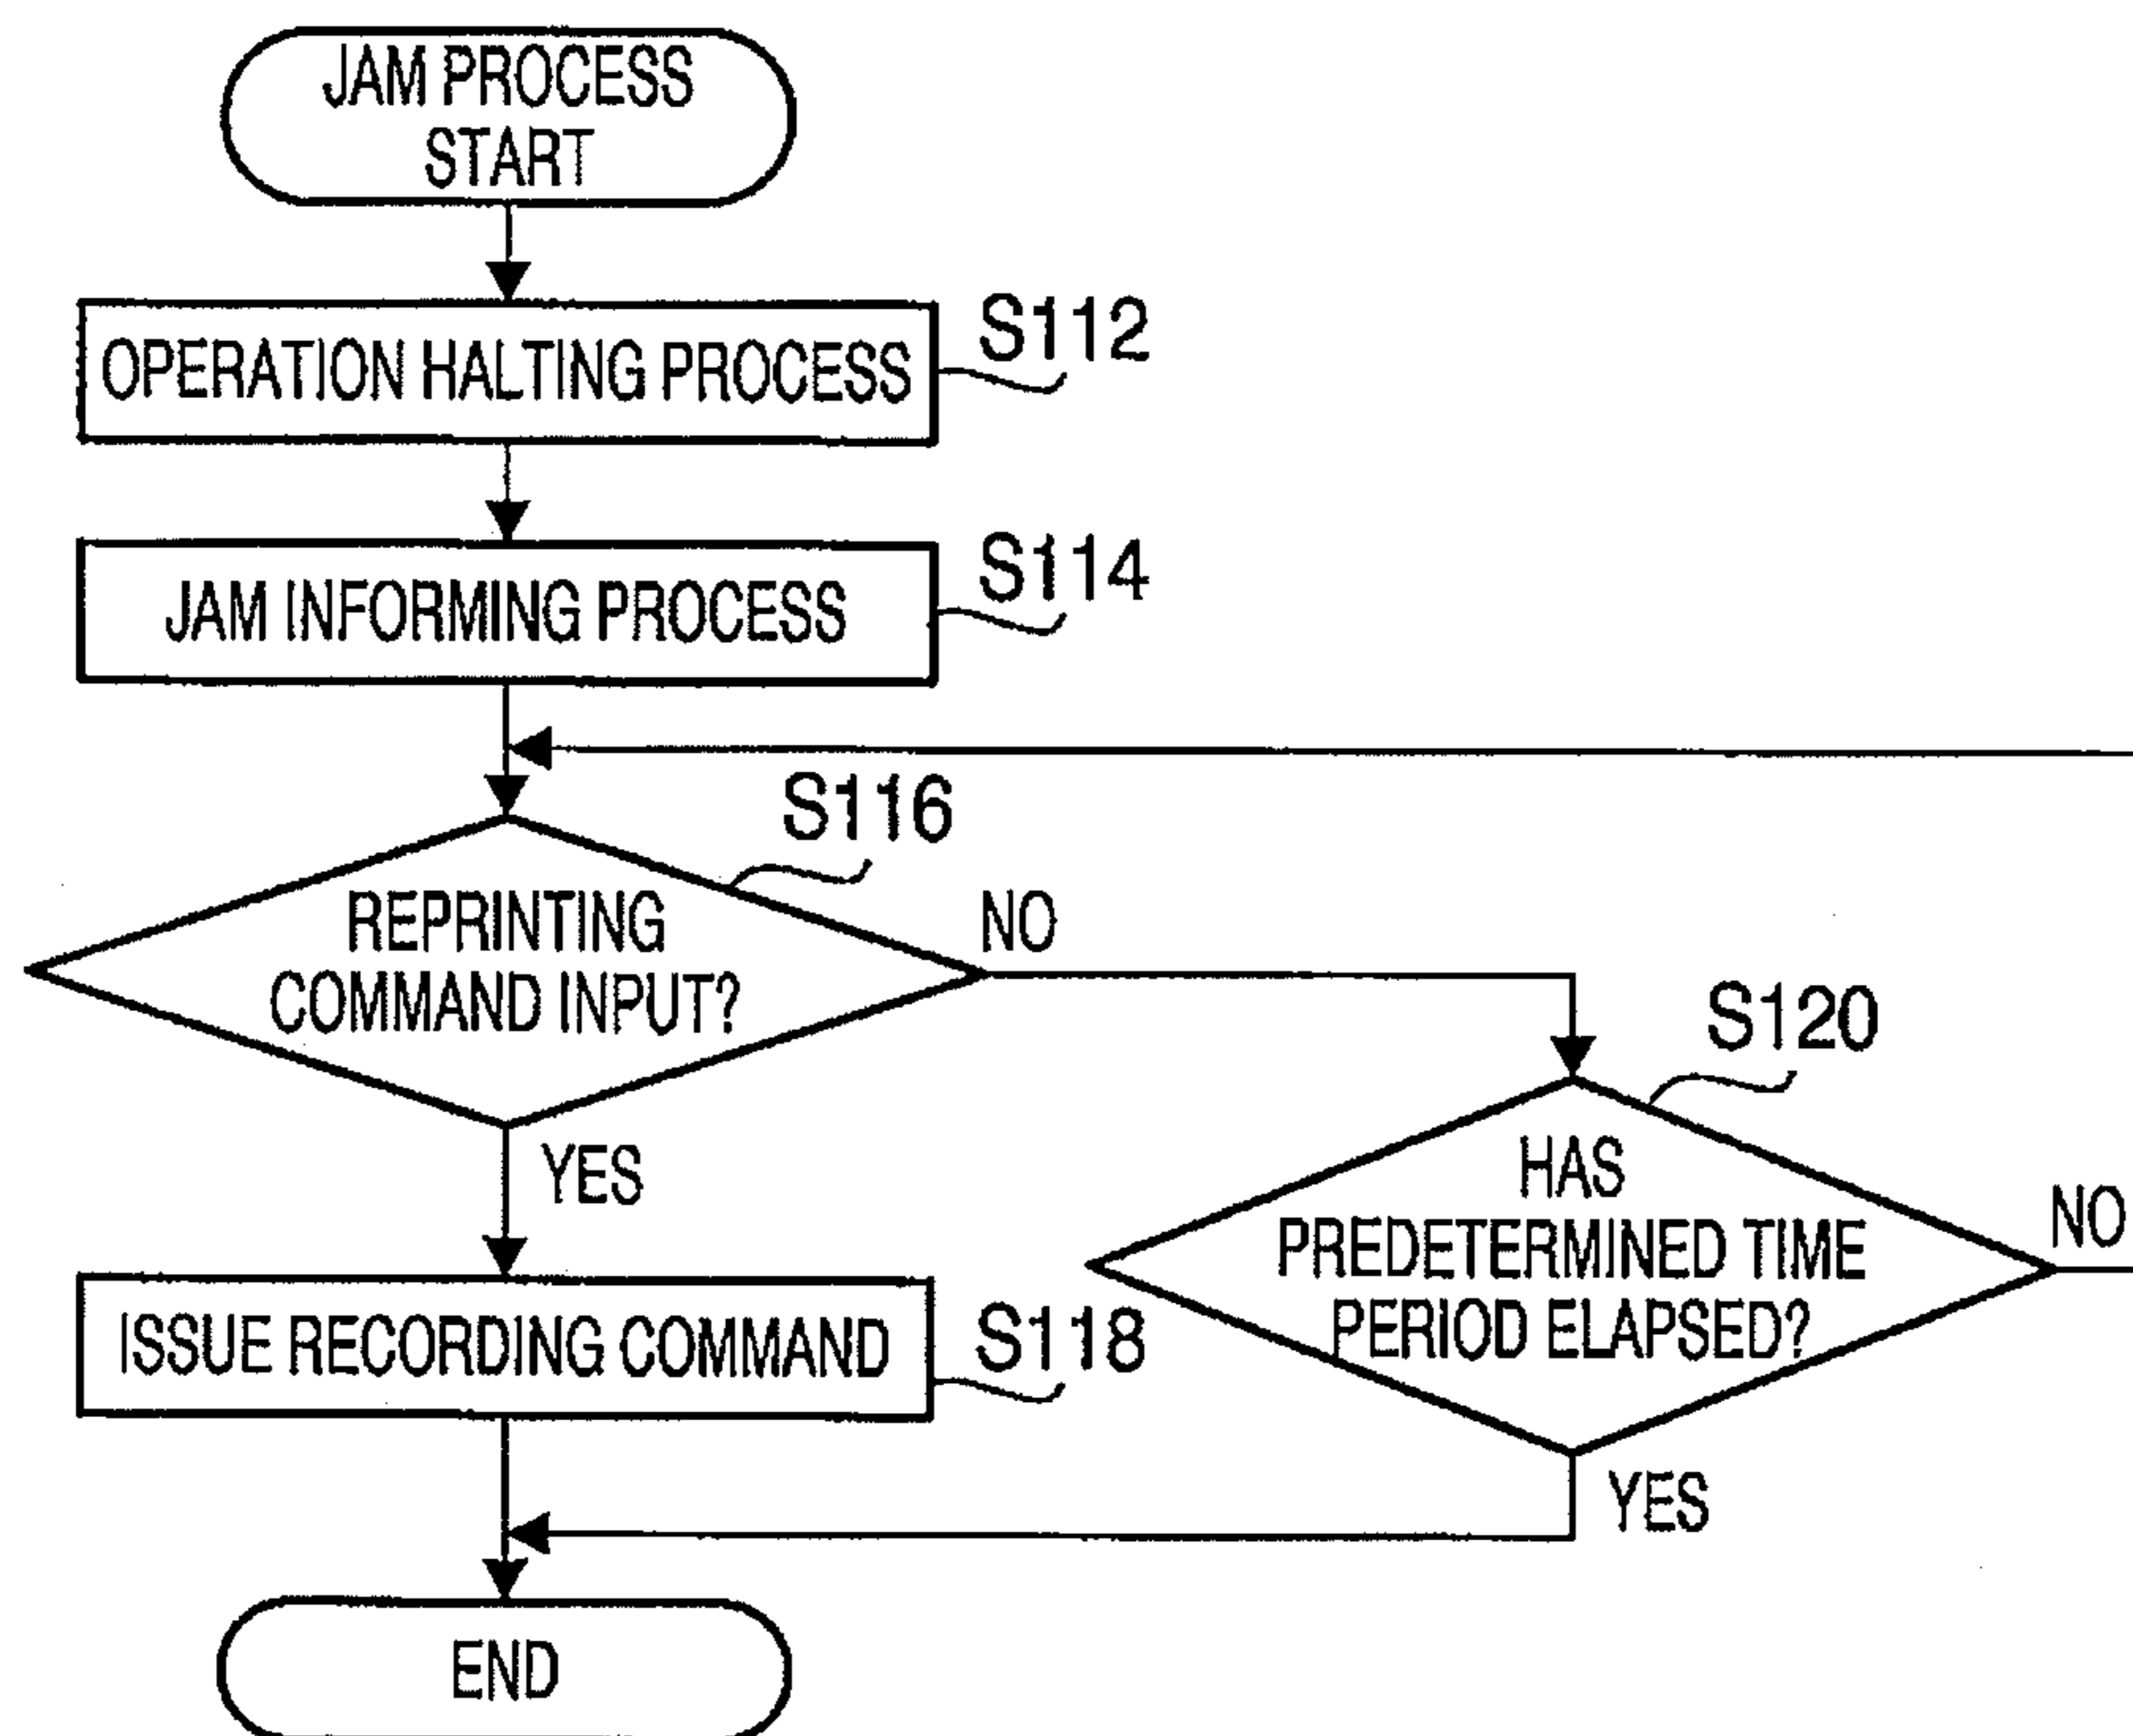 JAM PROCESS
START
OPERATION HALTING PROCESS
S112
JAM INFORMING PROCESS
S114
S116
REPRINTING
COMMAND INPUT?
NO
YES
S120
HAS
PREDETERMINED TIME
PERIOD ELAPSED?
NO
YES
ISSUE RECORDING COMMAND
S118
END